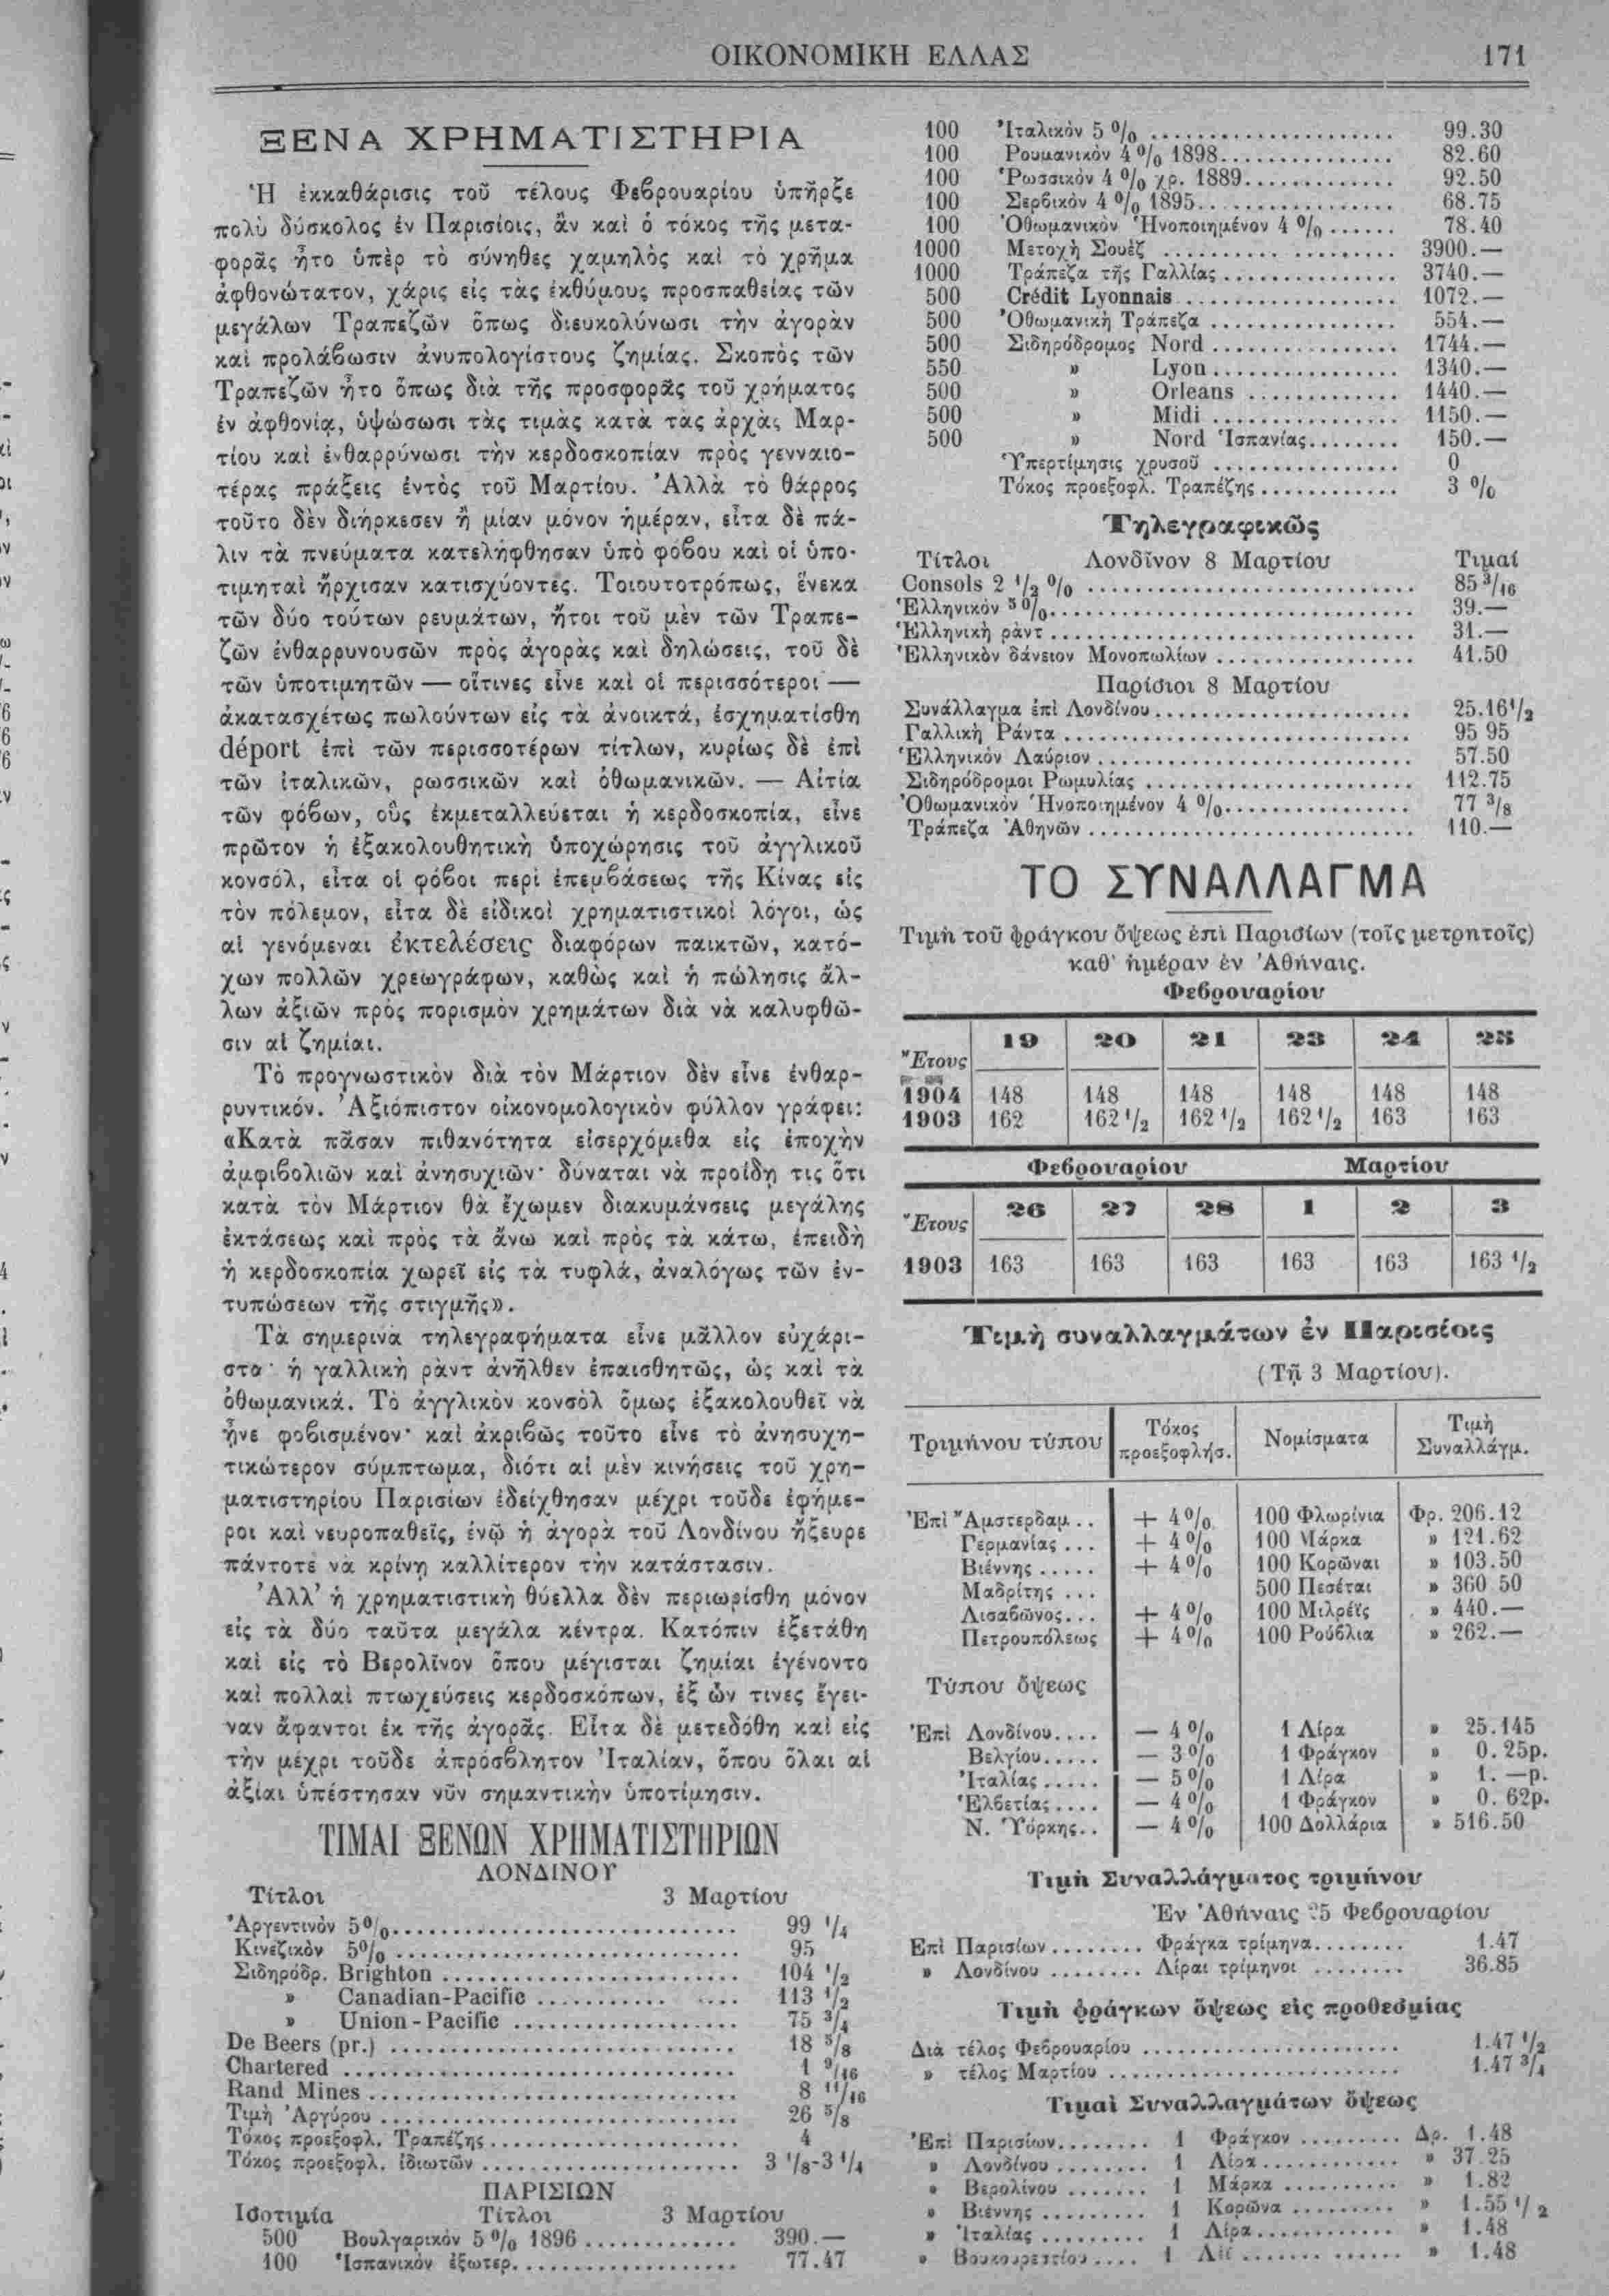 ΟΙΚΟΝΟΜΙΚΗ ΕΛΛΑΣ 171
ΞΕΝΑ ΧΡΗΜΑΤΙΣΤΗΡΙΑ
Ἡ ἐκκαθάρισις τοῦ τέλους Φεβρουαρίου ὑπῆρξε
πολὺ δύσκολος ἐν Παρισίοις, ἂν καὶ ὁ τόκος τῆς μετα-
φορᾶς ἦτο ὑπὲρ τὸ σύνηθες χαμηλὸς καὶ τὸ χρῆμα
ἀφθονώτατον, χάρις εἰς τὰς ἐκθύμους προσπαθείας τῶν
μεγάλων Τραπεζῶν ὅπως διευκολύνωσι τὴν ἀγορὰν
καὶ προλάβωσιν ἀνυπολογίστους ζημίας. Σκοπὸς τῶν
Τραπεζῶν ἦτο ὅπως διὰ τῆς προσφορᾶς τοῦ χρήματος
ἐν ἀφθονίᾳ, ὑψώσωσι τὰς τιμὰς κατὰ τὰς ἀρχὰς Μαρ-
τίου καὶ ἐνθαρρύνωσι τὴν κερδοσκοπίαν πρὸς γενναιο-
τέρας πράξεις ἐντὸς τοῦ Μαρτίου. Ἀλλὰ τὸ θάρρος
τοῦτο δὲν διήρκεσεν ἢ μίαν μόνον ἡμέραν, εἶτα δὲ πά-
λιν τὰ πνεύματα κατελήφθησαν ὑπὸ φόβου καὶ οἱ ὑπο-
τιμηταὶ ἤρχισαν κατισχύοντες. Τοιουτοτρόπως, ἕνεκα
τῶν δύο τούτων ρευμάτων, ἤτοι τοῦ μὲν τῶν Τραπε-
ζῶν ἐνθαρρυνουσῶν πρὸς ἀγορὰς καὶ δηλώσεις, τοῦ δὲ
τῶν ὑποτιμητῶν — οἵτινες εἶνε καὶ οἱ περισσότεροι —
ἀκατασχέτως πωλούντων εἰς τὰ ἀνοικτά, ἐσχηματίσθη
déport ἐπὶ τῶν περισσοτέρων τίτλων, κυρίως δὲ ἐπὶ
τῶν ἰταλικῶν, ρωσσικῶν καὶ ὀθωμανικῶν. — Αἰτία
τῶν φόβων, οὓς ἐκμεταλλεύεται ἡ κερδοσκοπία, εἶνε
πρῶτον ἡ ἐξακολουθητικὴ ὑποχώρησις τοῦ ἀγγλικοῦ
κονσόλ, εἶτα οἱ φόβοι περὶ ἐπεμβάσεως τῆς Κίνας εἰς
τὸν πόλεμον, εἶτα δὲ εἰδικοὶ χρηματιστικοὶ λόγοι, ὡς
αἱ γενόμεναι ἐκτελέσεις διαφόρων παικτῶν, κατό-
χων πολλῶν χρεωγράφων, καθὼς καὶ ἡ πώλησις ἄλ-
λων ἀξιῶν πρὸς πορισμὸν χρημάτων διὰ νὰ καλυφθῶ-
σιν αἱ ζημίαι.
Τὸ προγνωστικὸν διὰ τὸν Μάρτιον δὲν εἶνε ἐνθαρ-
ρυντικόν. Ἀξιόπιστον οἰκονομολογικὸν φύλλον γράφει:
«Κατὰ πᾶσαν πιθανότητα εἰσερχόμεθα εἰς ἐποχὴν
ἀμφιβολιῶν καὶ ἀνησυχιῶν· δύναται νὰ προΐδῃ τις ὅτι
κατὰ τὸν Μάρτιον θὰ ἔχωμεν διακυμάνσεις μεγάλης
ἐκτάσεως καὶ πρὸς τὰ ἄνω καὶ πρὸς τὰ κάτω, ἐπειδὴ
ἡ κερδοσκοπία χωρεῖ εἰς τὰ τυφλά, ἀναλόγως τῶν ἐν-
τυπώσεων τῆς στιγμῆς».
Τὰ σημερινὰ τηλεγραφήματα εἶνε μᾶλλον εὐχάρι-
στα· ἡ γαλλικὴ ρὰντ ἀνῆλθεν ἐπαισθητῶς, ὡς καὶ τὰ
ὀθωμανικά. Τὸ ἀγγλικὸν κονσὸλ ὅμως ἐξακολουθεῖ νὰ
ᾖνε φοβισμένον· καὶ ἀκριβῶς τοῦτο εἶνε τὸ ἀνησυχη-
τικώτερον σύμπτωμα, διότι αἱ μὲν κινήσεις τοῦ χρη-
ματιστηρίου Παρισίων ἐδείχθησαν μέχρι τοῦδε ἐφήμε-
ροι καὶ νευροπαθεῖς, ἐνῷ ἡ ἀγορὰ τοῦ Λονδίνου ἤξευρε
πάντοτε νὰ κρίνῃ καλλίτερον τὴν κατάστασιν.
Ἀλλ' ἡ χρηματιστικὴ θύελλα δὲν περιωρίσθη μόνον
εἰς τὰ δύο ταῦτα μεγάλα κέντρα. Κατόπιν ἐξετάθη
καὶ εἰς τὸ Βερολῖνον ὅπου μέγισται ζημίαι ἐγένοντο
καὶ πολλαὶ πτωχεύσεις κερδοσκόπων, ἐξ ὧν τινες ἔγει-
ναν ἄφαντοι ἐκ τῆς ἀγορᾶς. Εἶτα δὲ μετεδόθη καὶ εἰς
τὴν μέχρι τοῦδε ἀπρόσβλητον Ἰταλίαν, ὅπου ὅλαι αἱ
ἀξίαι ὑπέστησαν νῦν σημαντικὴν ὑποτίμησιν.
ΤΙΜΑΙ ΞΕΝΩΝ ΧΡΗΜΑΤΙΣΤΗΡΙΩΝ
ΛΟΝΔΙΝΟΥ
Τίτλοι 3 Μαρτίου
Ἀργεντινὸν 5% 99 1/4
Κινεζικὸν 5% 95
Σιδηρόδρ. Brighton 104 1/2
» Canadian-Pacific 113 1/2
» Union-Pacific 75 3/4
De Beers (pr.) 18 5/8
Chartered 1 9/16
Rand Mines 8 11/16
Τιμὴ Ἀργύρου 26 5/8
Τόκος προεξοφλ. Τραπέζης 4
Τόκος προεξοφλ. ἰδιωτῶν 3 1/8-3 1/4
ΠΑΡΙΣΙΩΝ
Ισοτιμία Τίτλοι 3 Μαρτίου
500 Βουλγαρικόν 5% 1896 390.—
100 Ἱσπανικόν ἐξωτερ. 77.47
100 Ἰταλικὸν 5% 99.30
100 Ρουμανικὸν 4% 1898 82.60
100 Ῥωσσικὸν 4% χρ. 1889 92.50
100 Σερβικὸν 4% 1895 68.75
100 Ὀθωμανικὸν Ἡνοποιημένον 4% 78.40
1000 Μετοχὴ Σουὲζ 3900.—
1000 Τράπεζα τῆς Γαλλίας 3740.—
500 Crédit Lyonnais 1072.—
500 Ὀθωμανικὴ Τράπεζα 554.—
500 Σιδηρόδρομος Nord 1744.—
550 » Lyon 1340.—
500 » Orleans 1440.—
500 » Midi 1150.—
500 » Nord Ἱσπανίας 150.—
Ὑπερτίμησις χρυσοῦ 0
Τόκος προεξοφλ. Τραπέζης 3 %
Τηλεγραφικῶς
Τίτλοι Λονδῖνον 8 Μαρτίου Τιμαί
Consols 2 1/2 % 85 3/16
Ἑλληνικόν 5% 39.—
Ἑλληνικὴ ρὰντ 31.—
Ἑλληνικὸν δάνειον Μονοπωλίων 41.50
Παρίσιοι 8 Μαρτίου
Συνάλλαγμα ἐπὶ Λονδίνου 25.16 1/2
Γαλλικὴ Ράντα 95 95
Ἑλληνικόν Λαύριον 57.50
Σιδηρόδρομοι Ρωμυλίας 112.75
Ὀθωμανικὸν Ἡνοποιημένον 4% 77 3/8
Τράπεζα Ἀθηνῶν 110.—
ΤΟ ΣΥΝΑΛΛΑΓΜΑ
Τιμὴ τοῦ φράγκου ὄψεως ἐπὶ Παρισίων (τοῖς μετρητοῖς)
καθ' ἡμέραν ἐν Ἀθήναις.
Φεβρουαρίου
Ἔτους 19 20 21 23 24 25
1904 148 148 148 148 148 148
1903 162 162 1/2 162 1/2 162 1/2 163 163
Φεβρουαρίου Μαρτίου
Ἔτους 26 27 28 1 2 3
1903 163 163 163 163 163 163 1/2
Τιμὴ συναλλαγμάτων ἐν Παρισίοις
(Τῇ 3 Μαρτίου).
Τριμήνου τύπου Τόκος προεξοφλήσ. Νομίσματα Τιμὴ Συναλλάγμ.
Ἐπὶ Ἄμστερδαμ + 4% 100 Φλωρίνια Φρ. 206.12
Γερμανίας + 4% 100 Μάρκα » 121.62
Βιέννης + 4% 100 Κορῶναι » 103.50
Μαδρίτης 500 Πεσέται » 360 50
Λισαβῶνος + 4% 100 Μιλρέϊς » 440.—
Πετρουπόλεως + 4% 100 Ρούβλια » 262.—
Τύπου ὄψεως
Ἐπὶ Λονδίνου — 4% 1 Λίρα » 25.145
Βελγίου — 3% 1 Φράγκον » 0.25p.
Ἰταλίας — 5% 1 Λίρα » 1.—p.
Ἑλβετίας — 4% 1 Φράγκον » 0.62p.
Ν. Ὑόρκης — 4% 100 Δολλάρια » 516.50
Τιμὴ Συναλλάγματος τριμήνου
Ἐν Ἀθήναις 25 Φεβρουαρίου
Ἐπὶ Παρισίων Φράγκα τρίμηνα 1.47
» Λονδίνου Λίραι τρίμηνοι 36.85
Τιμὴ φράγκων ὄψεως εἰς προθεσμίας
Διὰ τέλος Φεβρουαρίου 1.47 1/2
» τέλος Μαρτίου 1.47 3/4
Τιμαὶ Συναλλαγμάτων ὄψεως
Ἐπὶ Παρισίων 1 Φράγκον Δρ. 1.48
» Λονδίνου 1 Λίρα » 37.25
» Βερολίνου 1 Μάρκα » 1.82
» Βιέννης 1 Κορῶνα » 1.55 1/2
» Ἰταλίας 1 Λίρα » 1.48
» Βουκουρεστίου 1 Λέϊ » 1.48